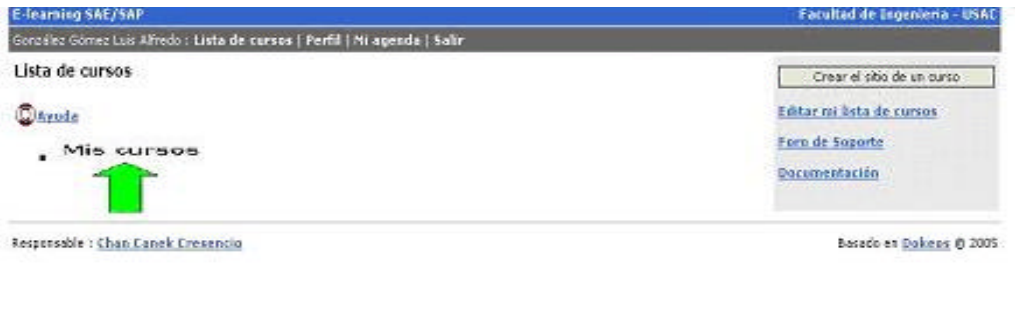 E-learning SAE/SAP
Facultad de Ingeniería - USAC
González Gómez Luis Alfredo : Lista de cursos | Perfil | Mi agenda | Salir
Lista de cursos
Ayuda
Mis cursos
Crear el sitio de un curso
Editar mi lista de cursos
Foro de Soporte
Documentación
Responsable : Chan Canek Cresencio
Basado en Dokeos © 2005